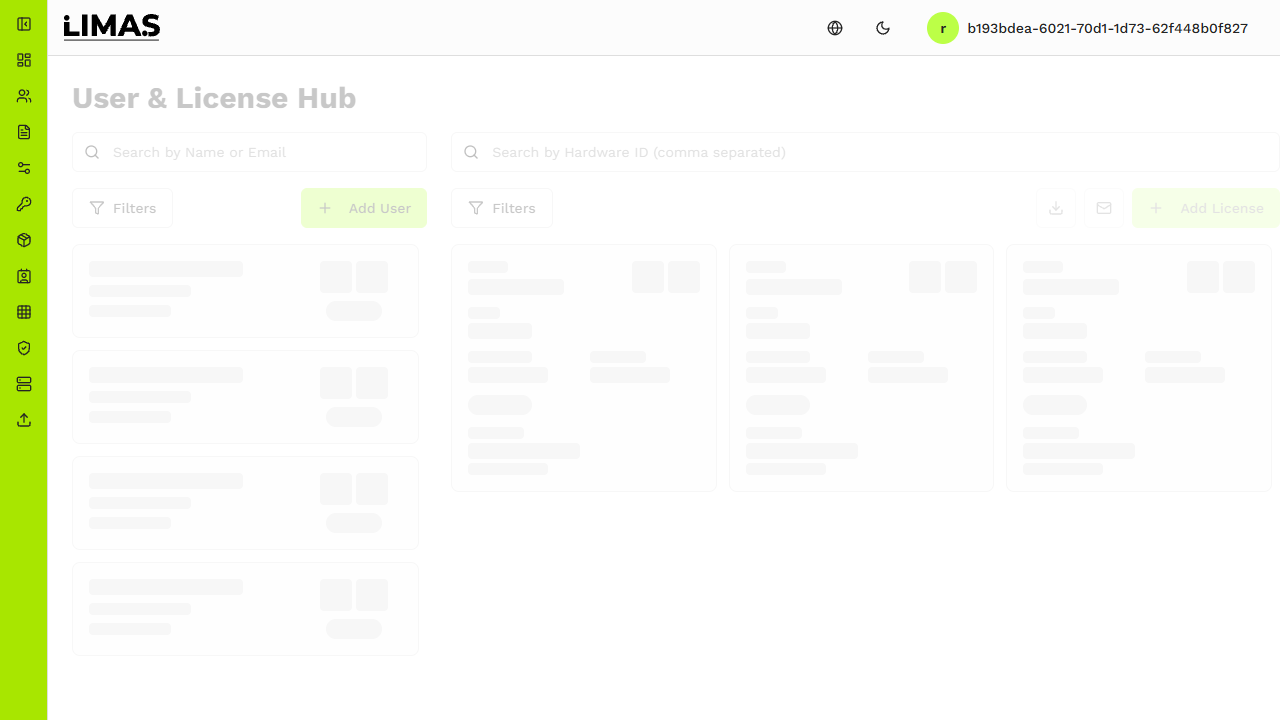 LIMAS
r
b193bdea-6021-70d1-1d73-62f448b0f827
User & License Hub
Search by Name or Email
Search by Hardware ID (comma separated)
Filters
Add User
Filters
Add License